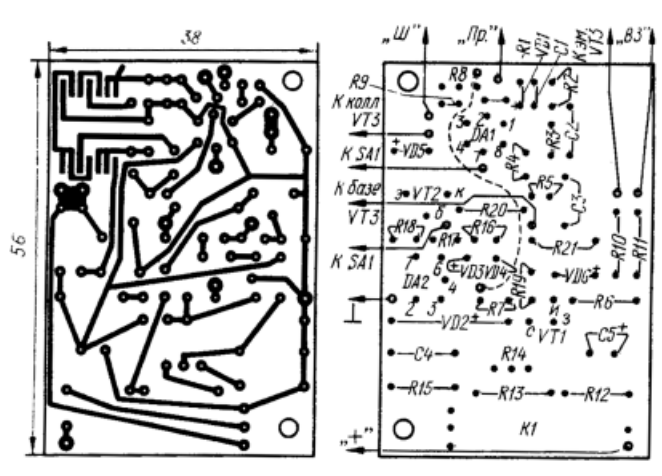 38
56
„Ш"
„Пр."
R1
VD1
C1
К эм.
VT3
„ВЗ"
R9
R8
R2
К колл
VT3
3
2
1
DA1
R3
C2
4
8
7
VD5
+
R4
К SA1
К базе
VT3
э
VT2
к
R5
C3
б
R20
R18
R17
R16
R21
R10
R11
К SA1
7
6
+
VD3
VD4
R19
VD6
+
DA2
4
2
3
R7
И
R6
⊥
VD2
+
с
з
VT1
C5
+
C4
R14
R15
R13
R12
К1
„+"